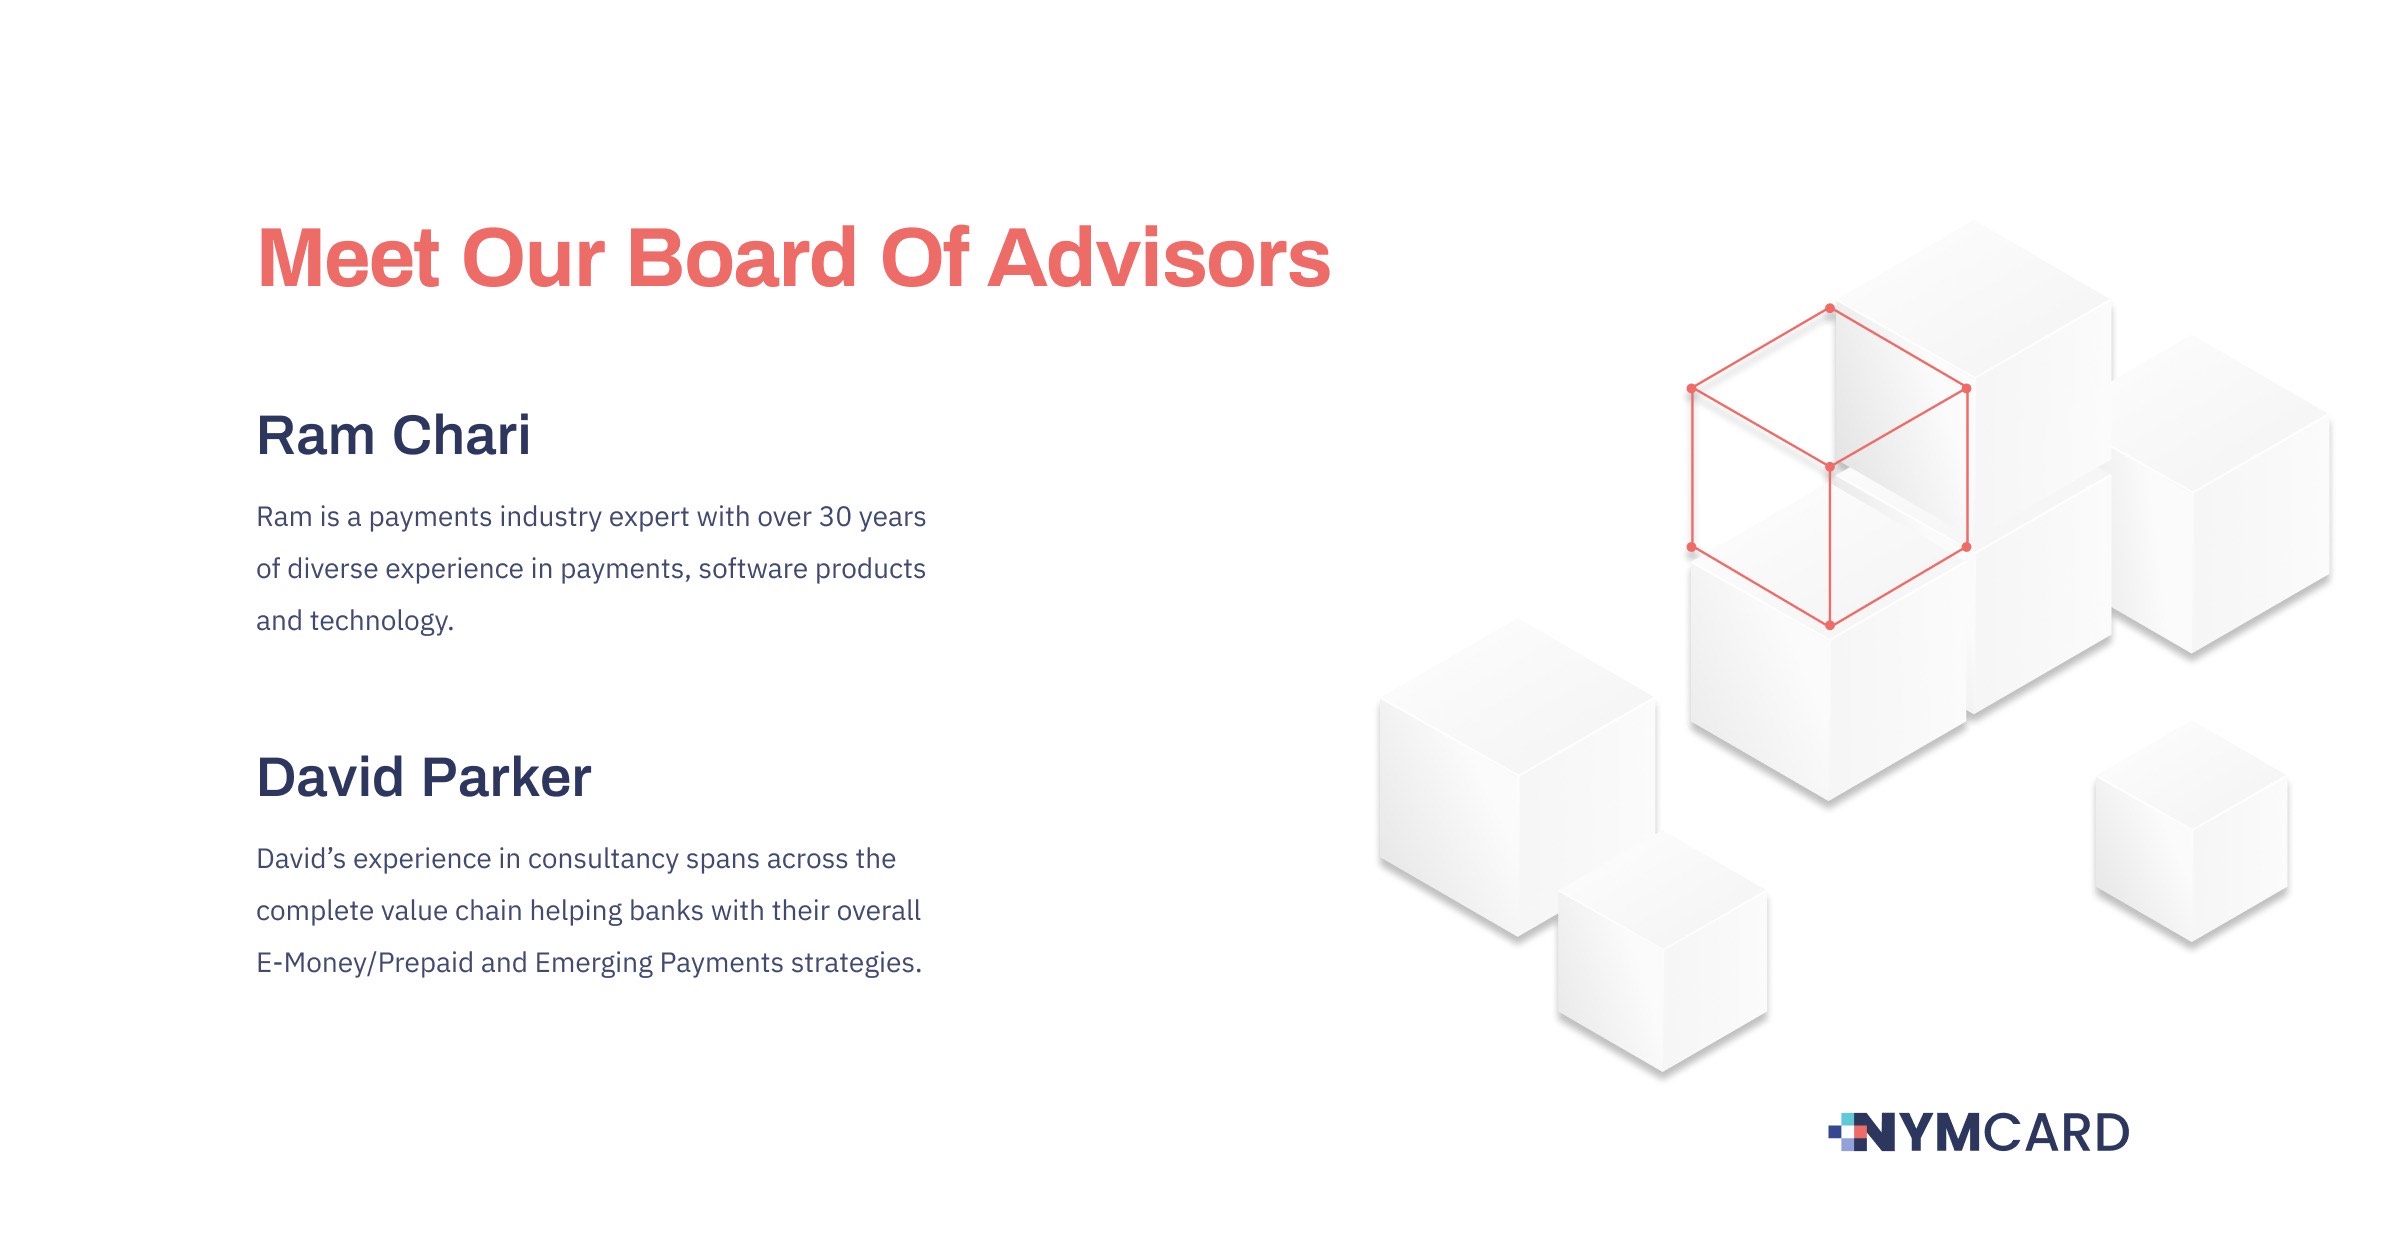 Meet Our Board Of Advisors
Ram Chari
Ram is a payments industry expert with over 30 years
of diverse experience in payments, software products
and technology.
David Parker
David’s experience in consultancy spans across the
complete value chain helping banks with their overall
E-Money/Prepaid and Emerging Payments strategies.
NYMCARD